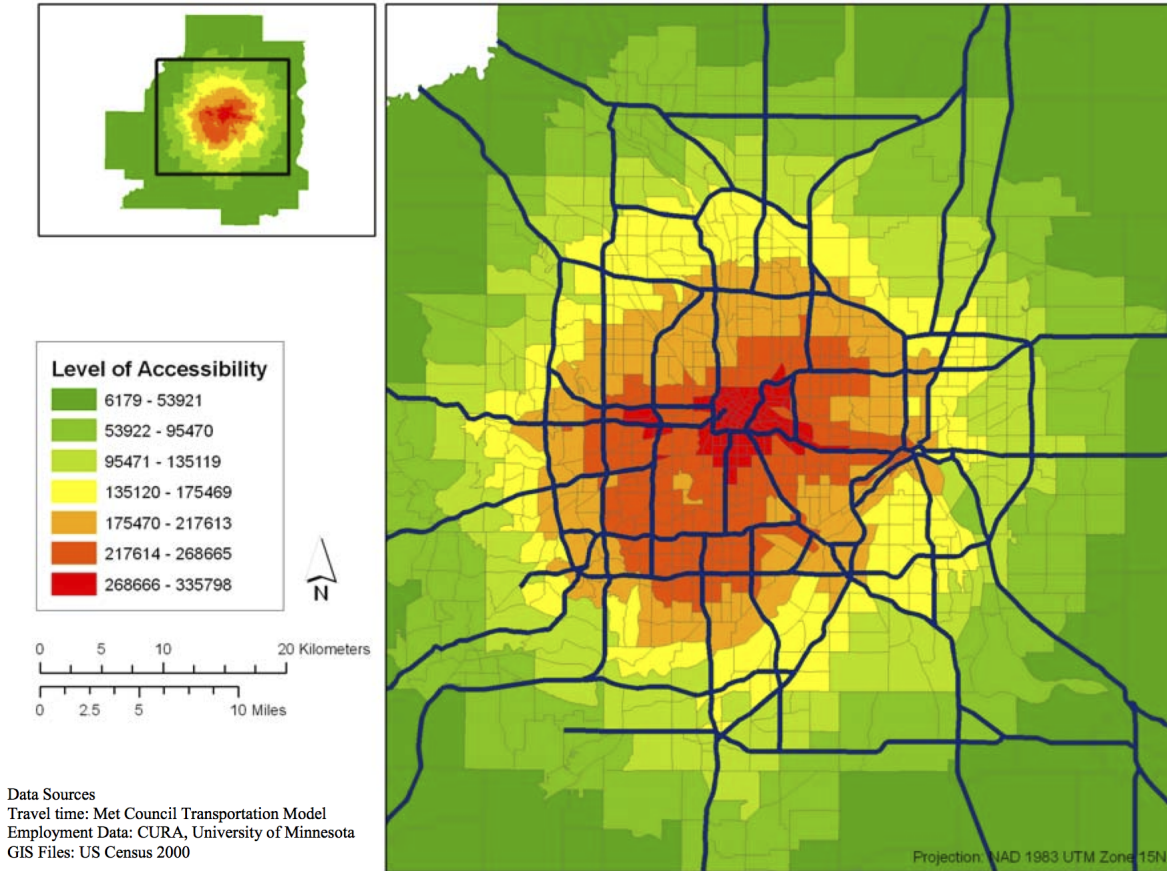 Level of Accessibility
6179 - 53921
53922 - 95470
95471 - 135119
135120 - 175469
175470 - 217613
217614 - 268665
268666 - 335798
N
0 5 10 20 Kilometers
0 2.5 5 10 Miles
Data Sources
Travel time: Met Council Transportation Model
Employment Data: CURA, University of Minnesota
GIS Files: US Census 2000
Projection: NAD 1983 UTM Zone 15N